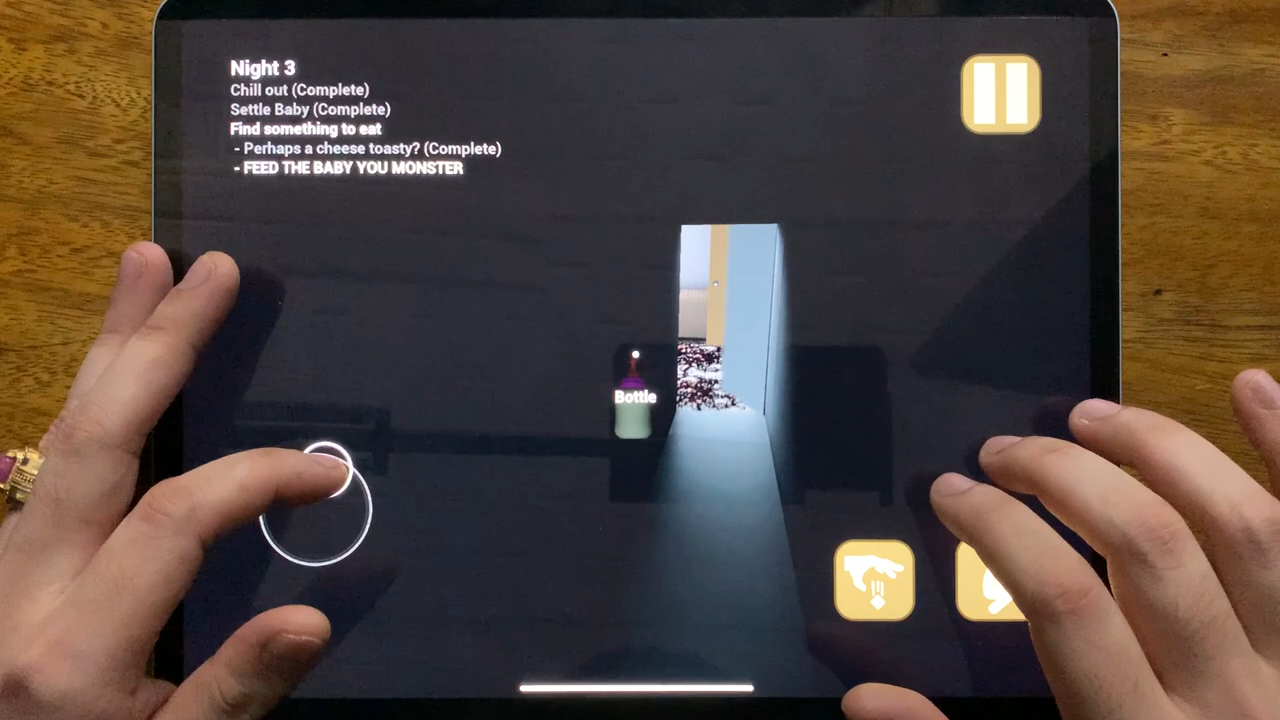 Night 3
Chill out (Complete)
Settle Baby (Complete)
Find something to eat
- Perhaps a cheese toasty? (Complete)
- FEED THE BABY YOU MONSTER
Bottle